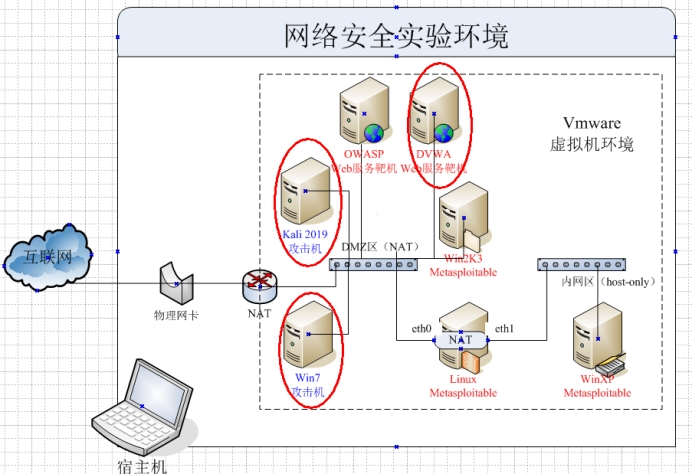 网络安全实验环境
Vmware
虚拟机环境
OWASP
Web服务靶机
DVWA
Web服务靶机
Kali 2019
攻击机
DMZ区（NAT）
Win2K3
Metasploitable
互联网
内网区（host-only）
物理网卡
NAT
eth0
NAT
eth1
Win7
攻击机
Linux
Metasploitable
WinXP
Metasploitable
宿主机